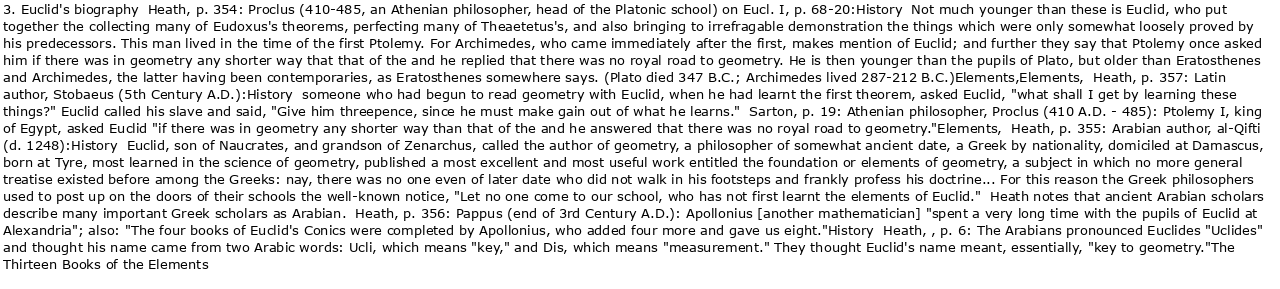 3. Euclid's biography  Heath, p. 354: Proclus (410-485, an Athenian philosopher, head of the Platonic school) on Eucl. I, p. 68-20:History  Not much younger than these is Euclid, who put
together the collecting many of Eudoxus's theorems, perfecting many of Theaetetus's, and also bringing to irrefragable demonstration the things which were only somewhat loosely proved by
his predecessors. This man lived in the time of the first Ptolemy. For Archimedes, who came immediately after the first, makes mention of Euclid; and further they say that Ptolemy once asked
him if there was in geometry any shorter way that that of the and he replied that there was no royal road to geometry. He is then younger than the pupils of Plato, but older than Eratosthenes
and Archimedes, the latter having been contemporaries, as Eratosthenes somewhere says. (Plato died 347 B.C.; Archimedes lived 287-212 B.C.)Elements,Elements,  Heath, p. 357: Latin
author, Stobaeus (5th Century A.D.):History  someone who had begun to read geometry with Euclid, when he had learnt the first theorem, asked Euclid, "what shall I get by learning these
things?" Euclid called his slave and said, "Give him threepence, since he must make gain out of what he learns."  Sarton, p. 19: Athenian philosopher, Proclus (410 A.D. - 485): Ptolemy I, king
of Egypt, asked Euclid "if there was in geometry any shorter way than that of the and he answered that there was no royal road to geometry."Elements,  Heath, p. 355: Arabian author, al-Qifti
(d. 1248):History  Euclid, son of Naucrates, and grandson of Zenarchus, called the author of geometry, a philosopher of somewhat ancient date, a Greek by nationality, domiciled at Damascus,
born at Tyre, most learned in the science of geometry, published a most excellent and most useful work entitled the foundation or elements of geometry, a subject in which no more general
treatise existed before among the Greeks: nay, there was no one even of later date who did not walk in his footsteps and frankly profess his doctrine... For this reason the Greek philosophers
used to post up on the doors of their schools the well-known notice, "Let no one come to our school, who has not first learnt the elements of Euclid."  Heath notes that ancient Arabian scholars
describe many important Greek scholars as Arabian.  Heath, p. 356: Pappus (end of 3rd Century A.D.): Apollonius [another mathematician] "spent a very long time with the pupils of Euclid at
Alexandria"; also: "The four books of Euclid's Conics were completed by Apollonius, who added four more and gave us eight."History  Heath, , p. 6: The Arabians pronounced Euclides "Uclides"
and thought his name came from two Arabic words: Ucli, which means "key," and Dis, which means "measurement." They thought Euclid's name meant, essentially, "key to geometry."The
Thirteen Books of the Elements